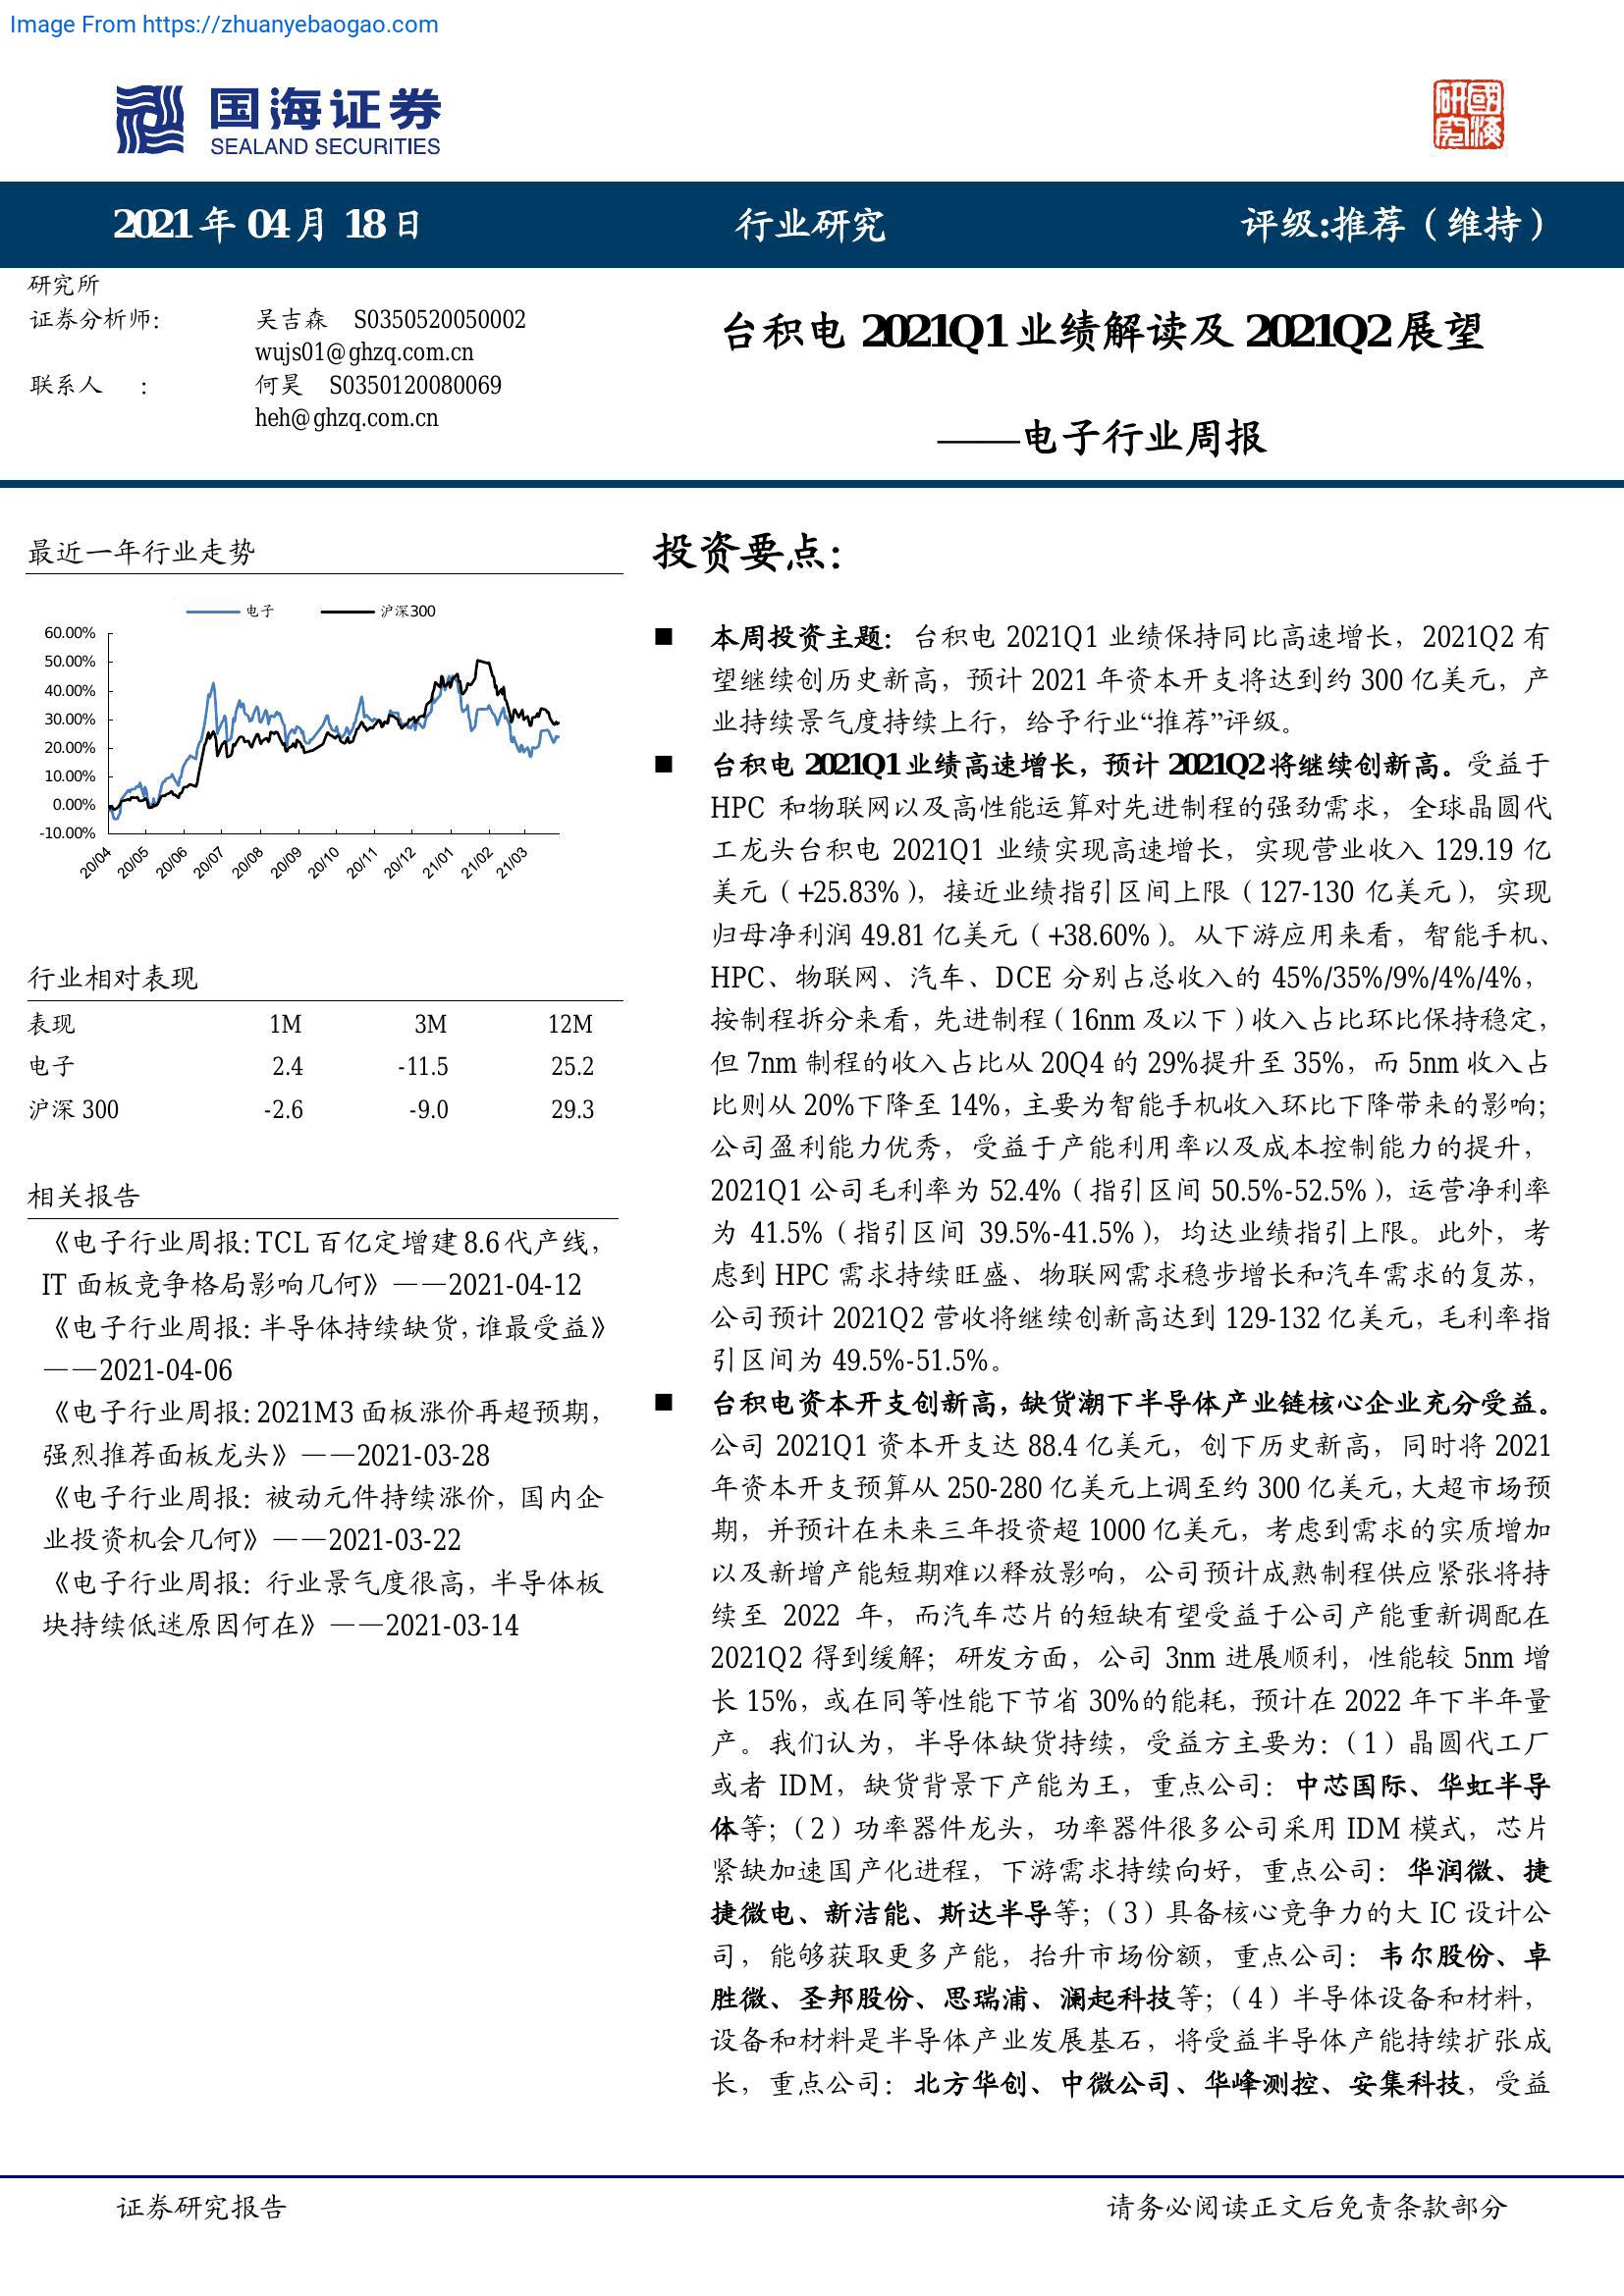 Image From https://zhuanyebaogao.com
国海证券
SEALAND SECURITIES
研究
國海
2021 年 04 月 18 日
行业研究
评级:推荐（维持）
研究所
证券分析师:
吴吉森 S0350520050002
wujs01@ghzq.com.cn
联系人 :
何昊 S0350120080069
heh@ghzq.com.cn
台积电 2021Q1 业绩解读及 2021Q2 展望
——电子行业周报
最近一年行业走势
电子
沪深300
60.00%
50.00%
40.00%
30.00%
20.00%
10.00%
0.00%
-10.00%
20/04
20/05
20/06
20/07
20/08
20/09
20/10
20/11
20/12
21/01
21/02
21/03
行业相对表现
表现 1M 3M 12M
电子 2.4 -11.5 25.2
沪深 300 -2.6 -9.0 29.3
相关报告
《电子行业周报: TCL 百亿定增建 8.6 代产线，
IT 面板竞争格局影响几何》——2021-04-12
《电子行业周报: 半导体持续缺货，谁最受益》
——2021-04-06
《电子行业周报: 2021M3 面板涨价再超预期，
强烈推荐面板龙头》——2021-03-28
《电子行业周报: 被动元件持续涨价，国内企
业投资机会几何》——2021-03-22
《电子行业周报: 行业景气度很高，半导体板
块持续低迷原因何在》——2021-03-14
投资要点:
■ 本周投资主题: 台积电 2021Q1 业绩保持同比高速增长，2021Q2 有
望继续创历史新高，预计 2021 年资本开支将达到约 300 亿美元，产
业持续景气度持续上行，给予行业“推荐”评级。
■ 台积电 2021Q1 业绩高速增长，预计 2021Q2 将继续创新高。受益于
HPC 和物联网以及高性能运算对先进制程的强劲需求，全球晶圆代
工龙头台积电 2021Q1 业绩实现高速增长，实现营业收入 129.19 亿
美元（+25.83%），接近业绩指引区间上限（127-130 亿美元），实现
归母净利润 49.81 亿美元（+38.60%）。从下游应用来看，智能手机、
HPC、物联网、汽车、DCE 分别占总收入的 45%/35%/9%/4%/4%，
按制程拆分来看，先进制程（16nm 及以下）收入占比环比保持稳定，
但 7nm 制程的收入占比从 20Q4 的 29%提升至 35%，而 5nm 收入占
比则从 20%下降至 14%，主要为智能手机收入环比下降带来的影响；
公司盈利能力优秀，受益于产能利用率以及成本控制能力的提升，
2021Q1 公司毛利率为 52.4%（指引区间 50.5%-52.5%），运营净利率
为 41.5%（指引区间 39.5%-41.5%），均达业绩指引上限。此外，考
虑到 HPC 需求持续旺盛、物联网需求稳步增长和汽车需求的复苏，
公司预计 2021Q2 营收将继续创新高达到 129-132 亿美元，毛利率指
引区间为 49.5%-51.5%。
■ 台积电资本开支创新高，缺货潮下半导体产业链核心企业充分受益。
公司 2021Q1 资本开支达 88.4 亿美元，创下历史新高，同时将 2021
年资本开支预算从 250-280 亿美元上调至约 300 亿美元，大超市场预
期，并预计在未来三年投资超 1000 亿美元，考虑到需求的实质增加
以及新增产能短期难以释放影响，公司预计成熟制程供应紧张将持
续至 2022 年，而汽车芯片的短缺有望受益于公司产能重新调配在
2021Q2 得到缓解；研发方面，公司 3nm 进展顺利，性能较 5nm 增
长 15%，或在同等性能下节省 30%的能耗，预计在 2022 年下半年量
产。我们认为，半导体缺货持续，受益方主要为:（1）晶圆代工厂
或者 IDM，缺货背景下产能为王，重点公司: 中芯国际、华虹半导
体等；（2）功率器件龙头，功率器件很多公司采用 IDM 模式，芯片
紧缺加速国产化进程，下游需求持续向好，重点公司: 华润微、捷
捷微电、新洁能、斯达半导等；（3）具备核心竞争力的大 IC 设计公
司，能够获取更多产能，抬升市场份额，重点公司: 韦尔股份、卓
胜微、圣邦股份、思瑞浦、澜起科技等；（4）半导体设备和材料，
设备和材料是半导体产业发展基石，将受益半导体产能持续扩张成
长，重点公司: 北方华创、中微公司、华峰测控、安集科技，受益
证券研究报告
请务必阅读正文后免责条款部分